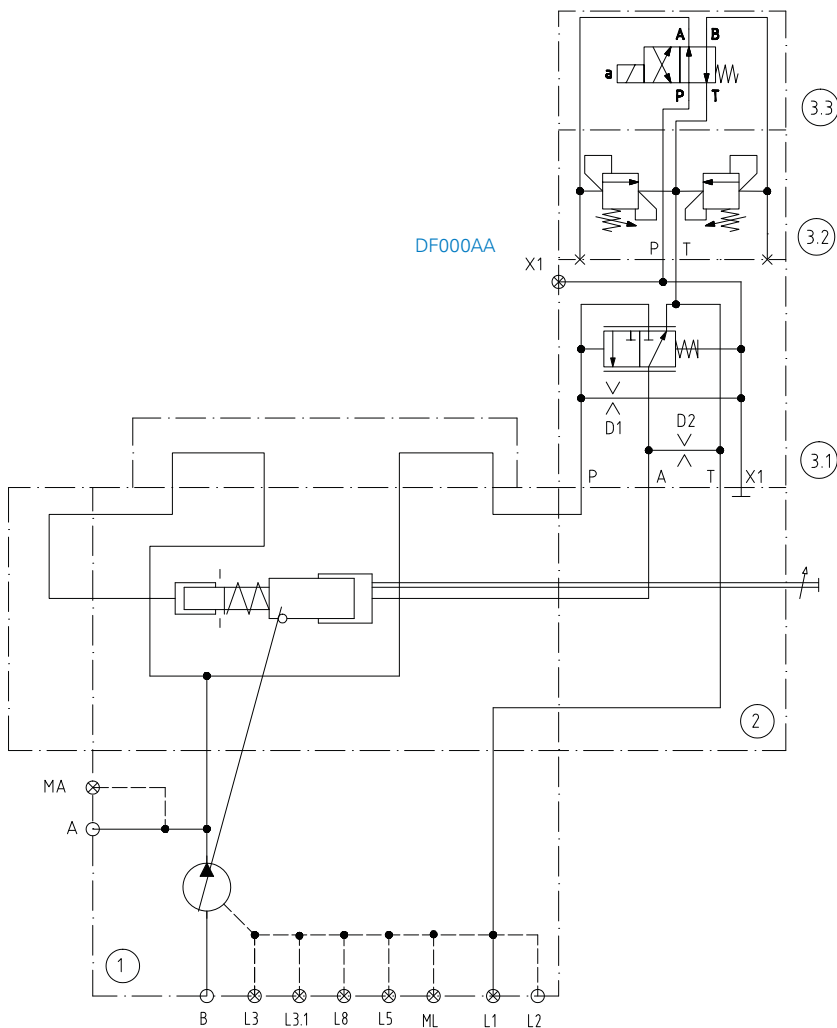 A B
a
P T
3.3
DF000AA
3.2
P T
X1
D1
D2
3.1
P A T X1
2
MA
A
1
B L3 L3.1 L8 L5 ML L1 L2